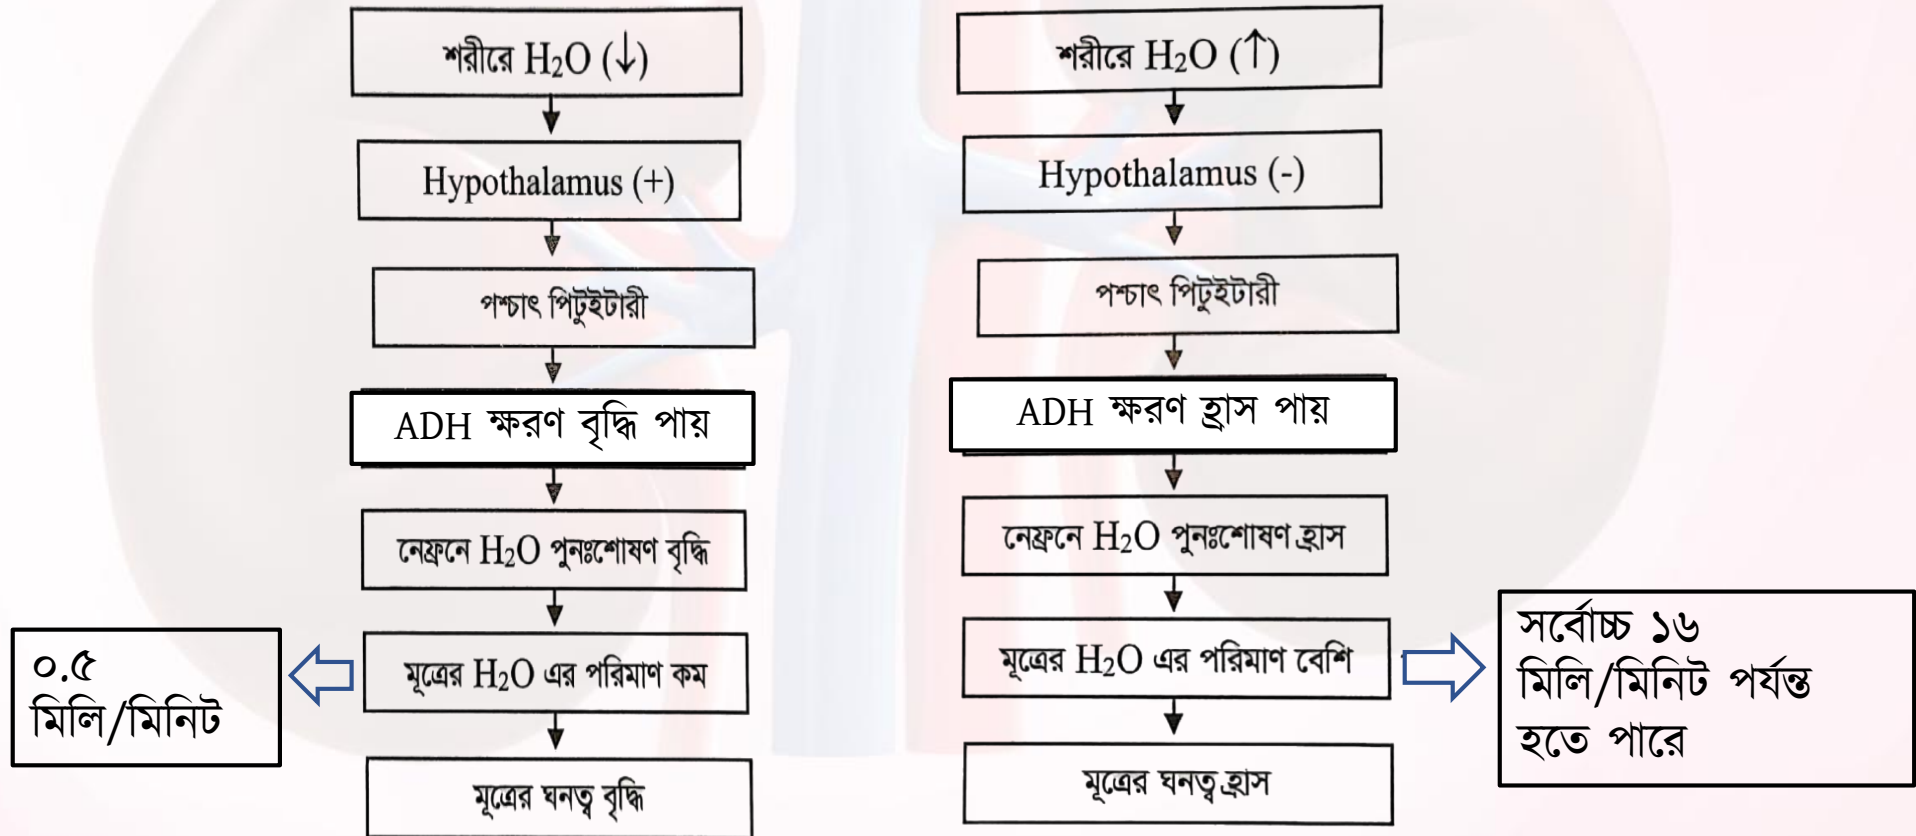 শরীরে H₂O (↓)
Hypothalamus (+)
পশ্চাৎ পিটুইটারী
ADH ক্ষরণ বৃদ্ধি পায়
নেফ্রনে H₂O পুনঃশোষণ বৃদ্ধি
মূত্রের H₂O এর পরিমাণ কম
০.৫
মিলি/মিনিট
মূত্রের ঘনত্ব বৃদ্ধি
শরীরে H₂O (↑)
Hypothalamus (-)
পশ্চাৎ পিটুইটারী
ADH ক্ষরণ হ্রাস পায়
নেফ্রনে H₂O পুনঃশোষণ হ্রাস
মূত্রের H₂O এর পরিমাণ বেশি
সর্বোচ্চ ১৬
মিলি/মিনিট পর্যন্ত
হতে পারে
মূত্রের ঘনত্ব হ্রাস